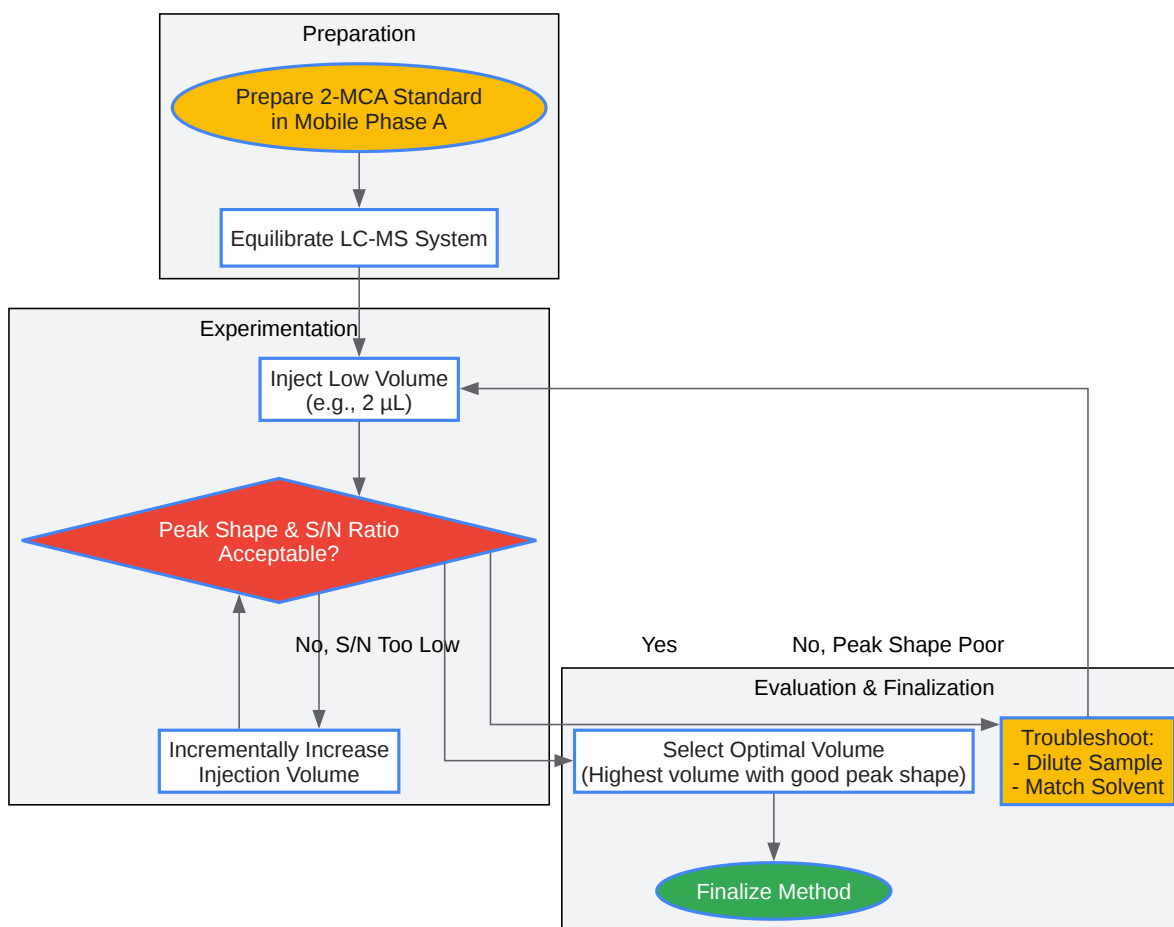 Preparation
Prepare 2-MCA Standard
in Mobile Phase A
Equilibrate LC-MS System
Experimentation
Inject Low Volume
(e.g., 2 µL)
Peak Shape & S/N Ratio
Acceptable?
No, S/N Too Low
Yes
No, Peak Shape Poor
Incrementally Increase
Injection Volume
Evaluation & Finalization
Select Optimal Volume
(Highest volume with good peak shape)
Troubleshoot:
- Dilute Sample
- Match Solvent
Finalize Method